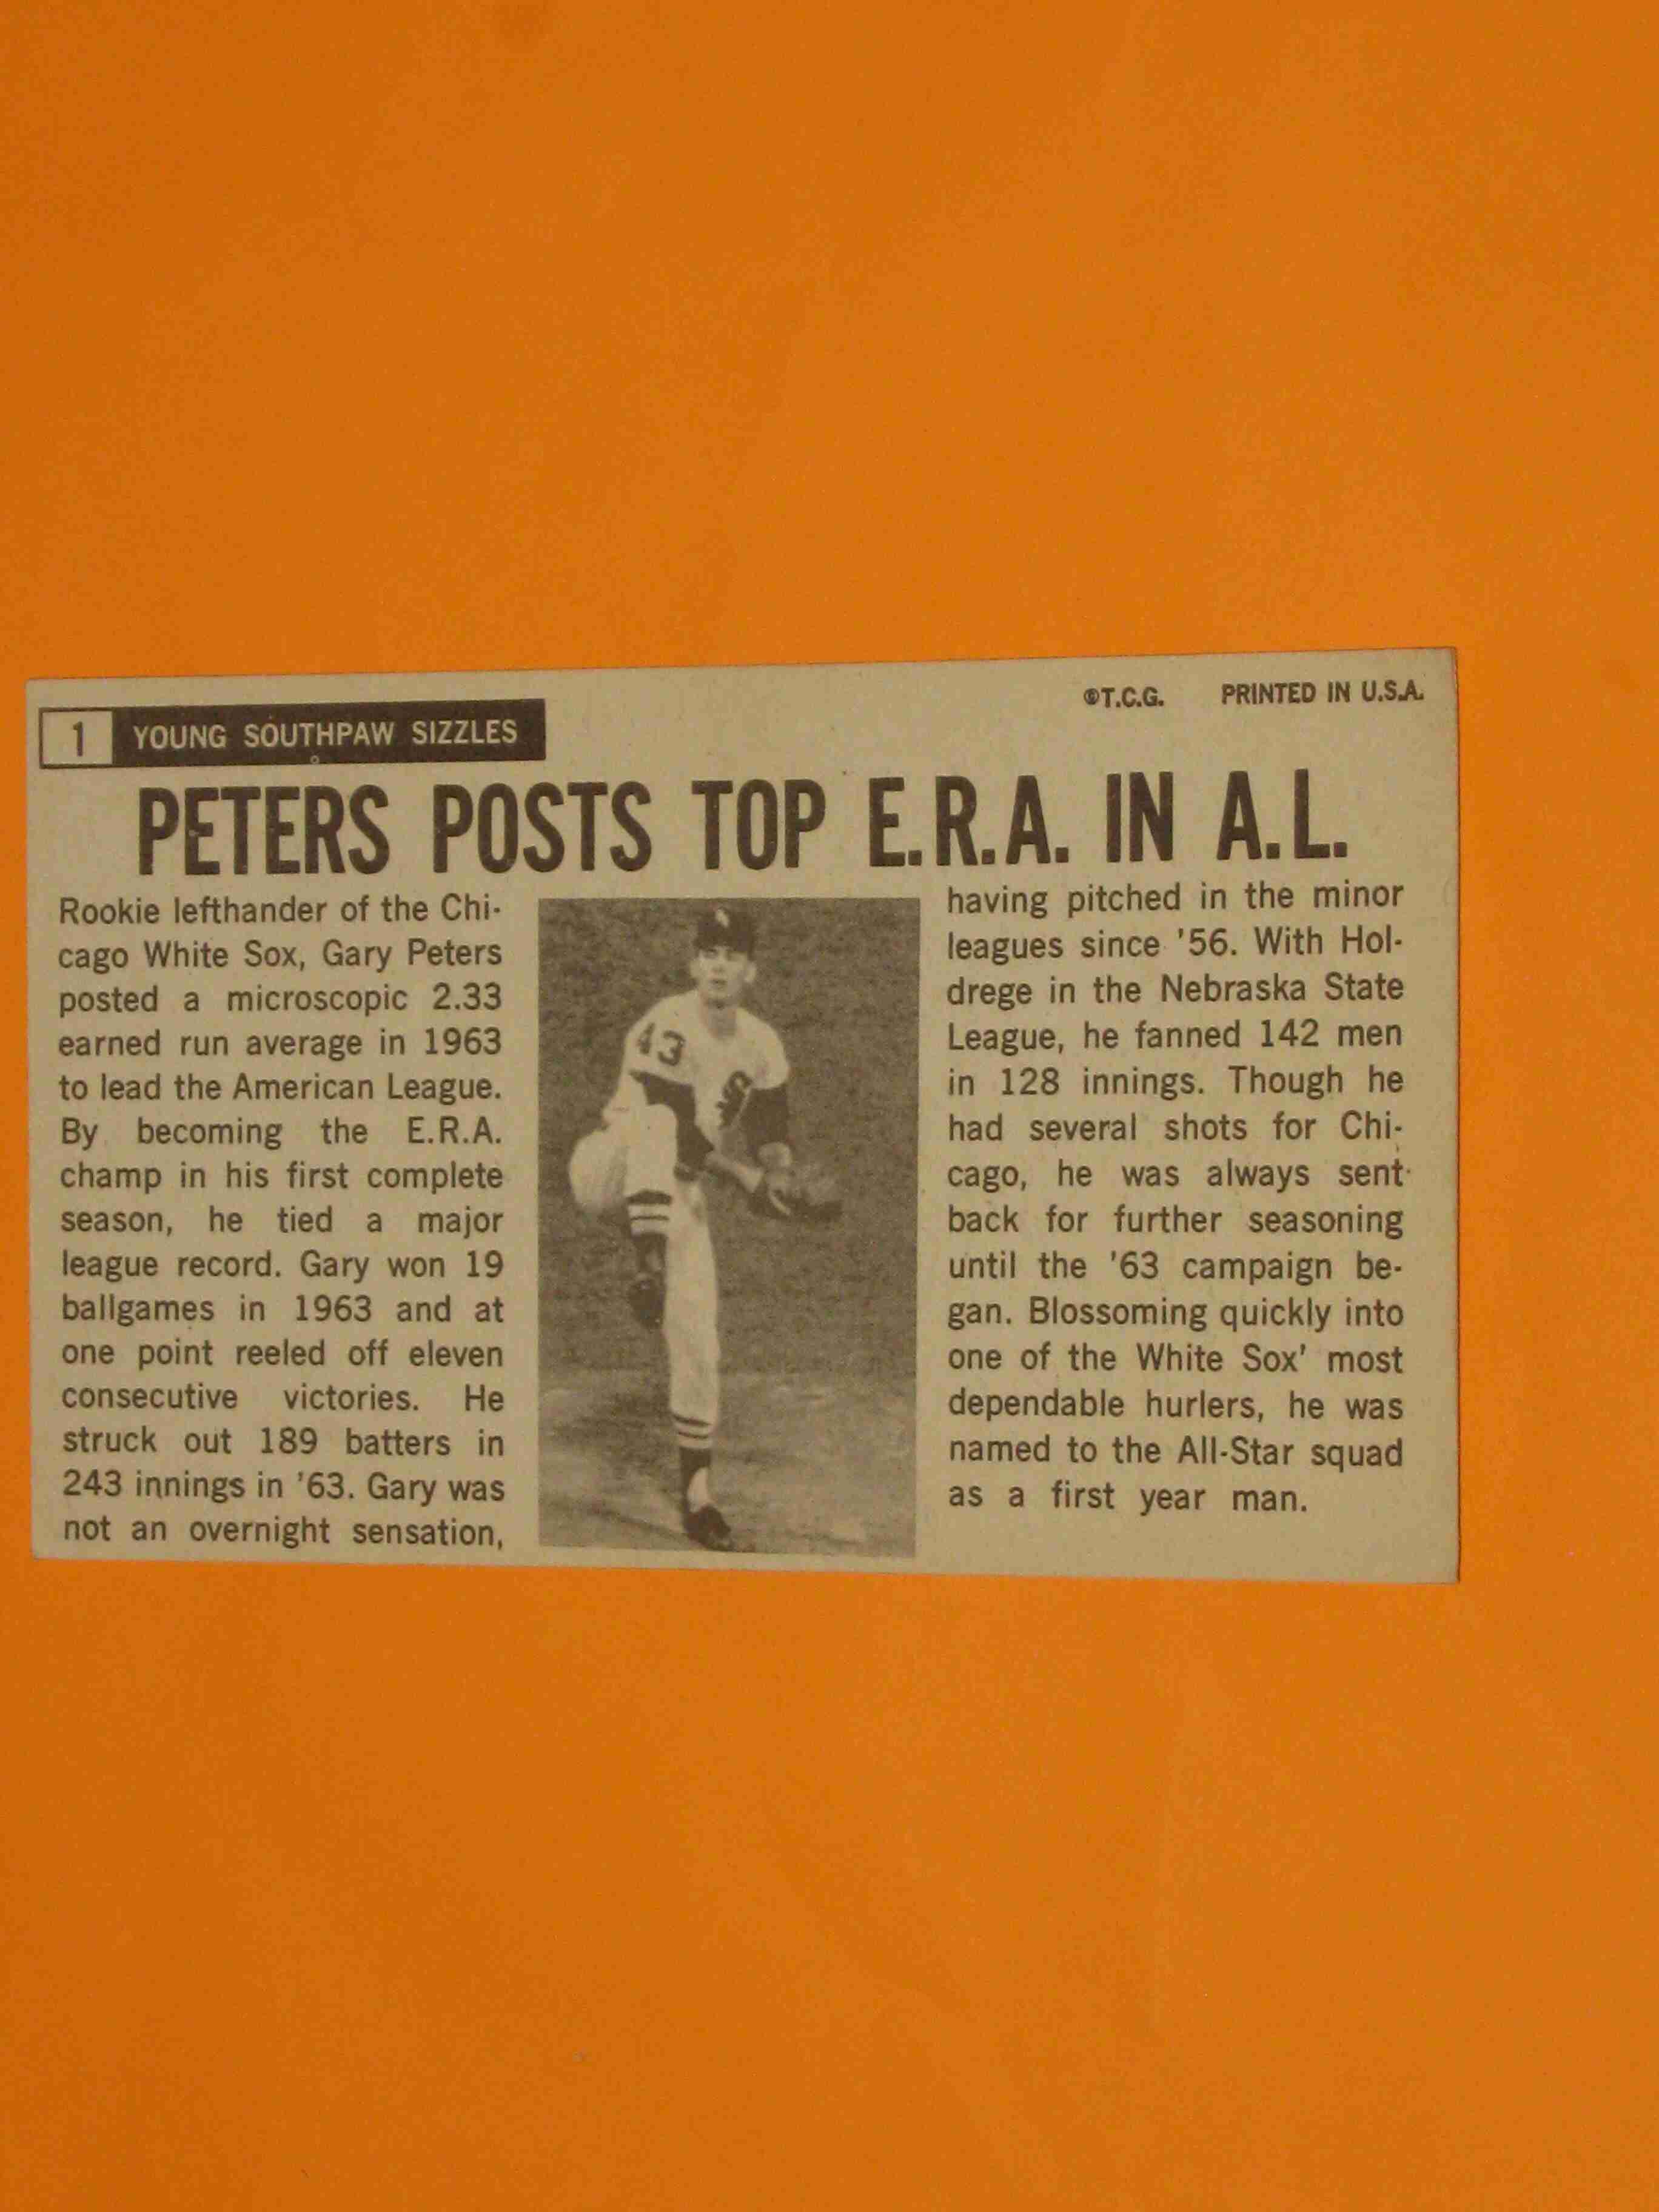 ©T.C.G. PRINTED IN U.S.A.
1 YOUNG SOUTHPAW SIZZLES
PETERS POSTS TOP E.R.A. IN A.L.
Rookie lefthander of the Chi-
cago White Sox, Gary Peters
posted a microscopic 2.33
earned run average in 1963
to lead the American League.
By becoming the E.R.A.
champ in his first complete
season, he tied a major
league record. Gary won 19
ballgames in 1963 and at
one point reeled off eleven
consecutive victories. He
struck out 189 batters in
243 innings in '63. Gary was
not an overnight sensation,
43
having pitched in the minor
leagues since '56. With Hol-
drege in the Nebraska State
League, he fanned 142 men
in 128 innings. Though he
had several shots for Chi-
cago, he was always sent
back for further seasoning
until the '63 campaign be-
gan. Blossoming quickly into
one of the White Sox' most
dependable hurlers, he was
named to the All-Star squad
as a first year man.